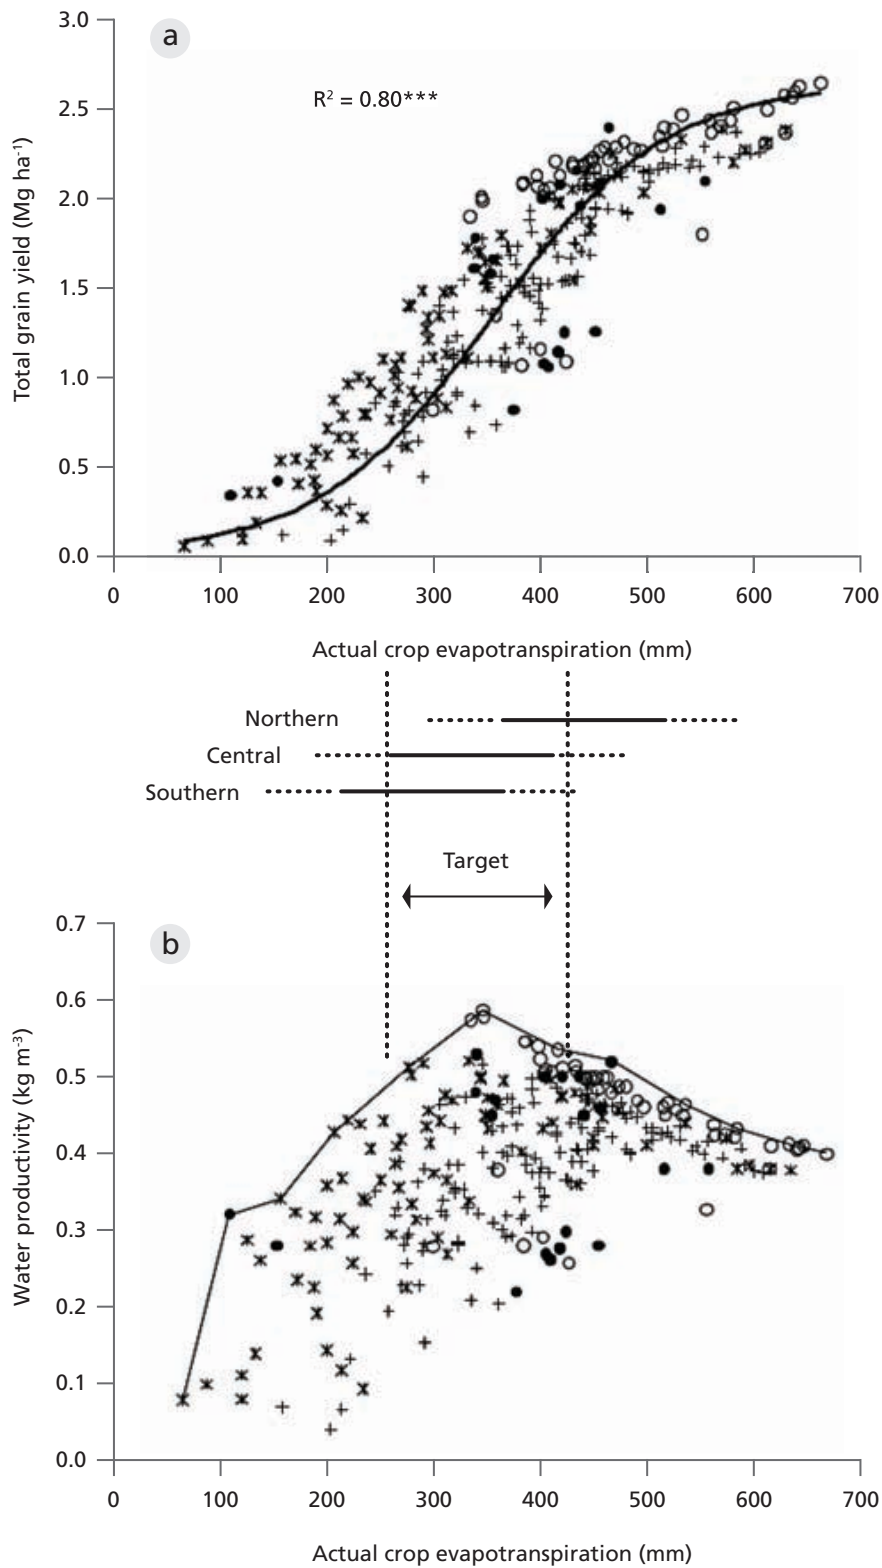 a
R² = 0.80***
Total grain yield (Mg ha⁻¹)
3.0
2.5
2.0
1.5
1.0
0.5
0.0
0 100 200 300 400 500 600 700
Actual crop evapotranspiration (mm)
Northern
Central
Southern
Target
b
Water productivity (kg m⁻³)
0.7
0.6
0.5
0.4
0.3
0.2
0.1
0.0
0 100 200 300 400 500 600 700
Actual crop evapotranspiration (mm)